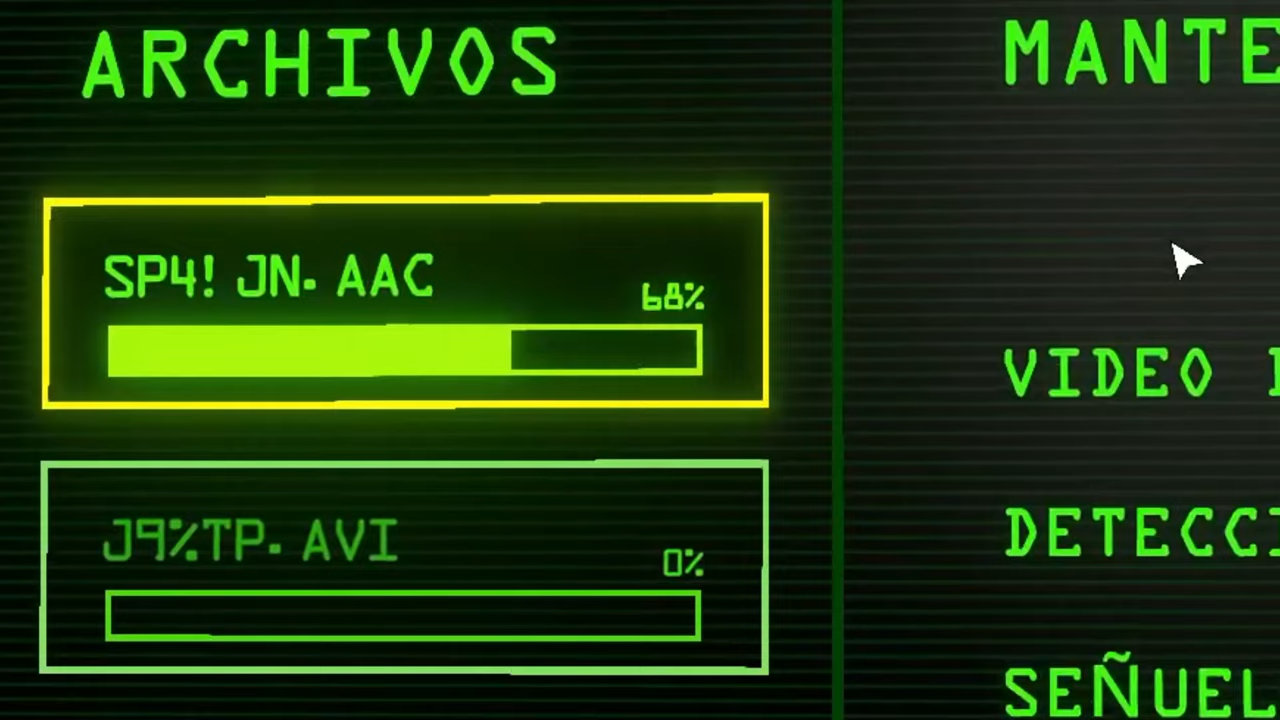 ARCHIVOS
SP4! JN. AAC
68%
J9%TP. AVI
0%
MANTE
VIDEO
DETECCI
SEÑUEL